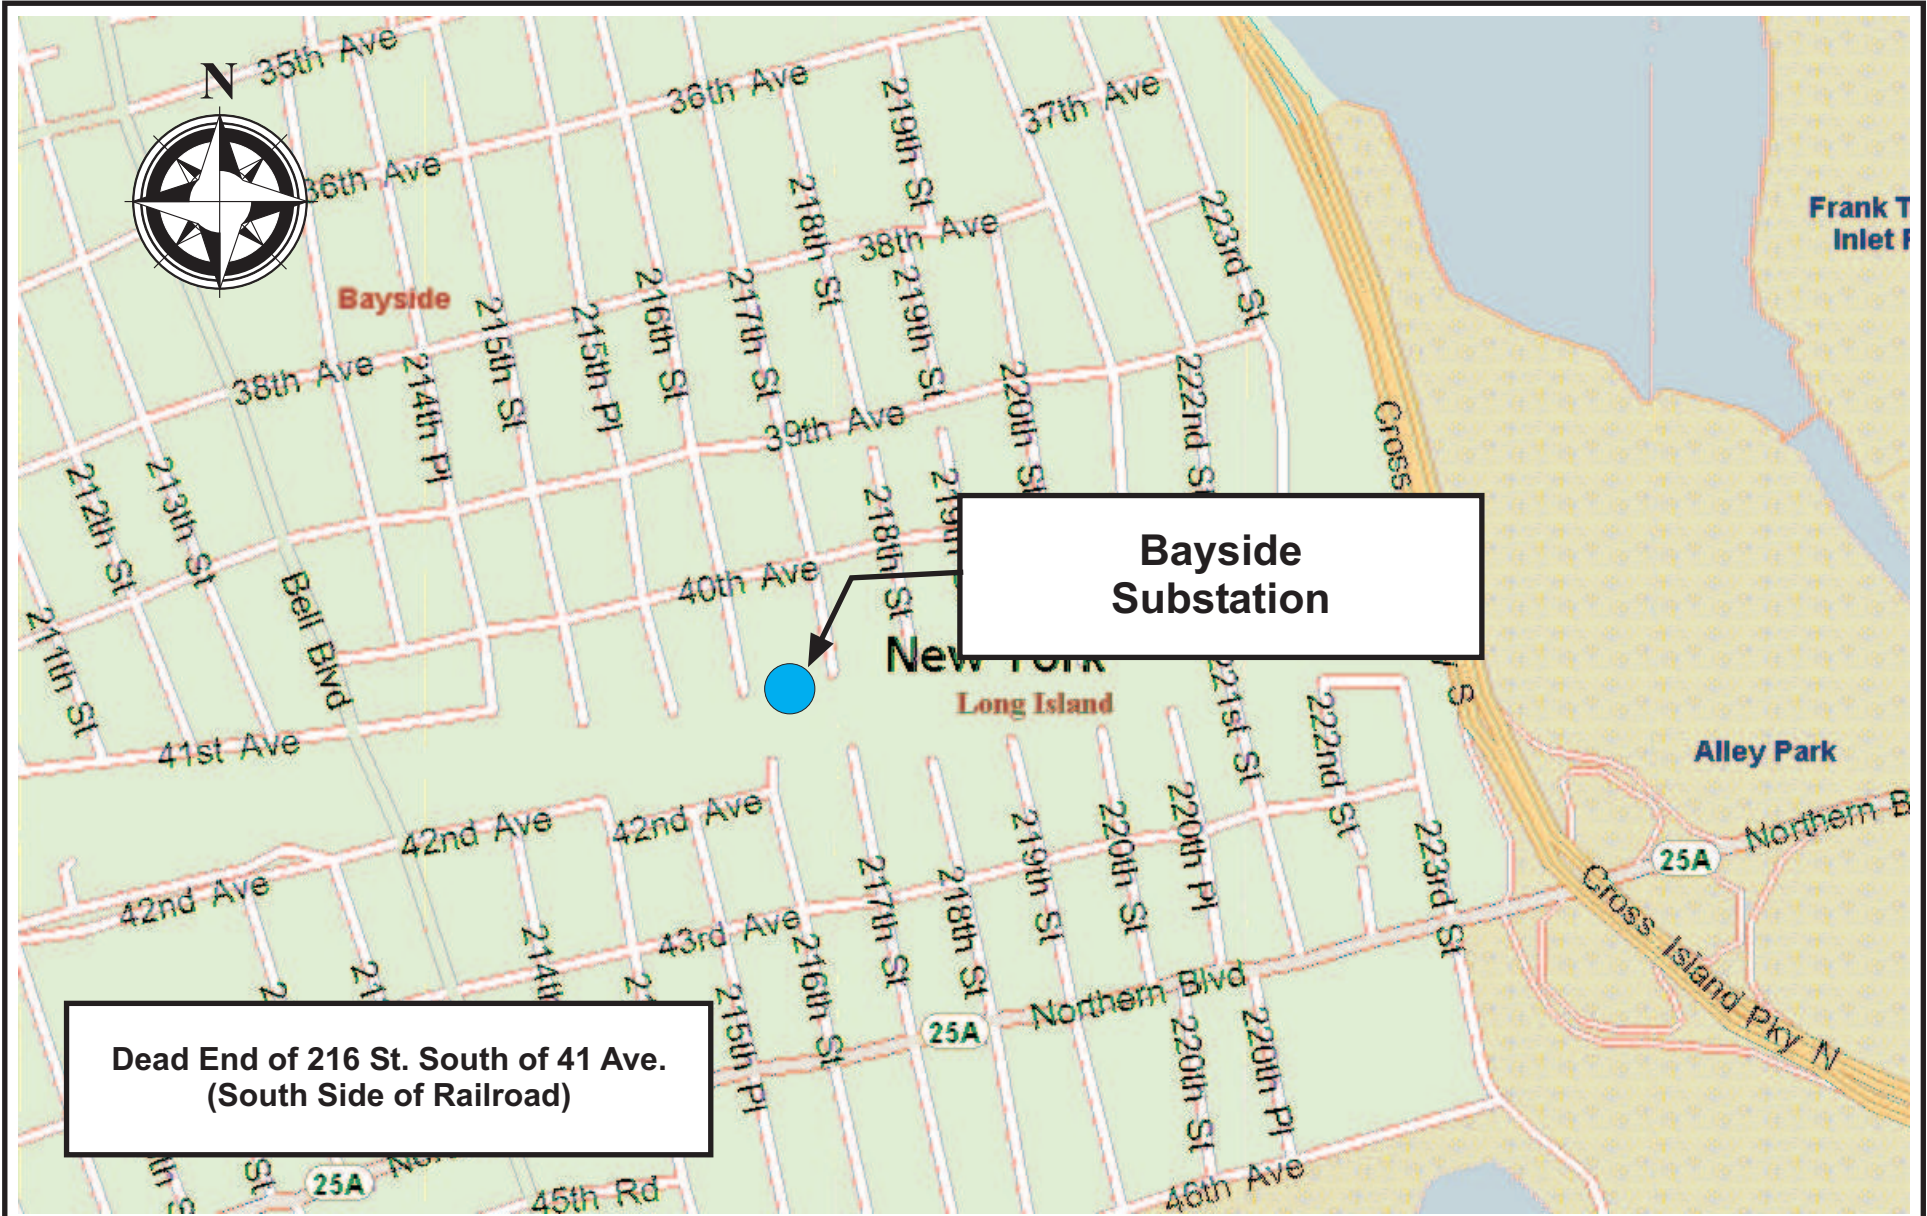 N
35th Ave
36th Ave
37th Ave
36th Ave
219th St
218th St
223rd St
Frank T
Inlet
38th Ave
Bayside
215th St
215th Pl
216th St
217th St
219th St
38th Ave
214th Pl
220th St
222nd St
39th Ave
Cross
212th St
213th St
218th St
219th
Bayside
Substation
40th Ave
Bell Blvd
211th St
New York
Long Island
221st St
222nd St
S
41st Ave
Alley Park
42nd Ave
42nd Ave
Northern B
25A
42nd Ave
219th St
220th St
220th Pl
223rd St
217th St
218th St
Cross Island Pky N
43rd Ave
214th
216th St
215th Pl
Northern Blvd
25A
220th St
220th Pl
Dead End of 216 St. South of 41 Ave.
(South Side of Railroad)
St
25A
45th Rd
46th Ave